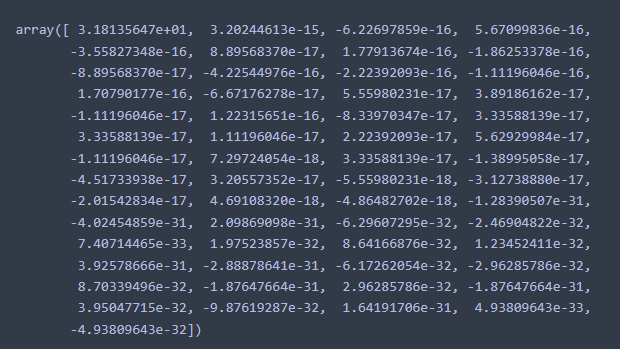 array([ 3.18135647e+01,  3.20244613e-15, -6.22697859e-16,  5.67099836e-16,
       -3.55827348e-16,  8.89568370e-17,  1.77913674e-16, -1.86253378e-16,
       -8.89568370e-17, -4.22544976e-16, -2.22392093e-16, -1.11196046e-16,
        1.70790177e-16, -6.67176278e-17,  5.55980231e-17,  3.89186162e-17,
       -1.11196046e-17,  1.22315651e-16, -8.33970347e-17,  3.33588139e-17,
        3.33588139e-17,  1.11196046e-17,  2.22392093e-17,  5.62929984e-17,
       -1.11196046e-17,  7.29724054e-18,  3.33588139e-17, -1.38995058e-17,
       -4.51733938e-17,  3.20557352e-17, -5.55980231e-18, -3.12738880e-17,
       -2.01542834e-17,  4.69108320e-18, -4.86482702e-18, -1.28390507e-31,
       -4.02454859e-31,  2.09869098e-31, -6.29607295e-32, -2.46904822e-32,
        7.40714465e-33,  1.97523857e-32,  8.64166876e-32,  1.23452411e-32,
        3.92578666e-31, -2.88878641e-31, -6.17262054e-32, -2.96285786e-32,
        8.70339496e-32, -1.87647664e-31,  2.96285786e-32, -1.87647664e-31,
        3.95047715e-32, -9.87619287e-32,  1.64191706e-31,  4.93809643e-33,
       -4.93809643e-32])